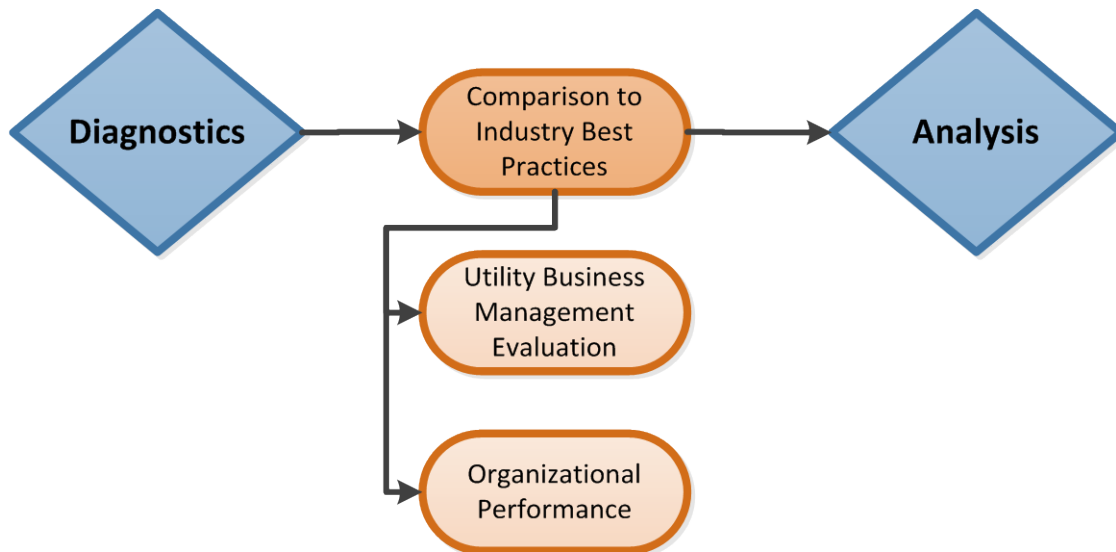 Diagnostics
Comparison to
Industry Best
Practices
Analysis
Utility Business
Management
Evaluation
Organizational
Performance